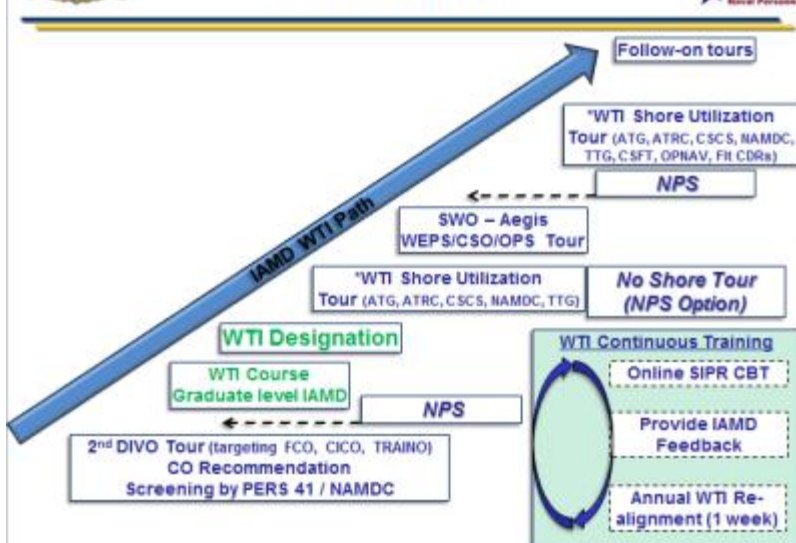 Naval Personnel
Follow-on tours
*WTI Shore Utilization
Tour (ATG, ATRC, CSCS, NAMDC,
TTG, CSFT, OPNAV, Flt CDRs)
NPS
IAMD WTI Path
SWO – Aegis
WEPS/CSO/OPS Tour
*WTI Shore Utilization
Tour (ATG, ATRC, CSCS, NAMDC, TTG)
No Shore Tour
(NPS Option)
WTI Designation
WTI Course
Graduate level IAMD
NPS
2nd DIVO Tour (targeting FCO, CICO, TRAINO)
CO Recommendation
Screening by PERS 41 / NAMDC
WTI Continuous Training
Online SIPR CBT
Provide IAMD
Feedback
Annual WTI Re-
alignment (1 week)